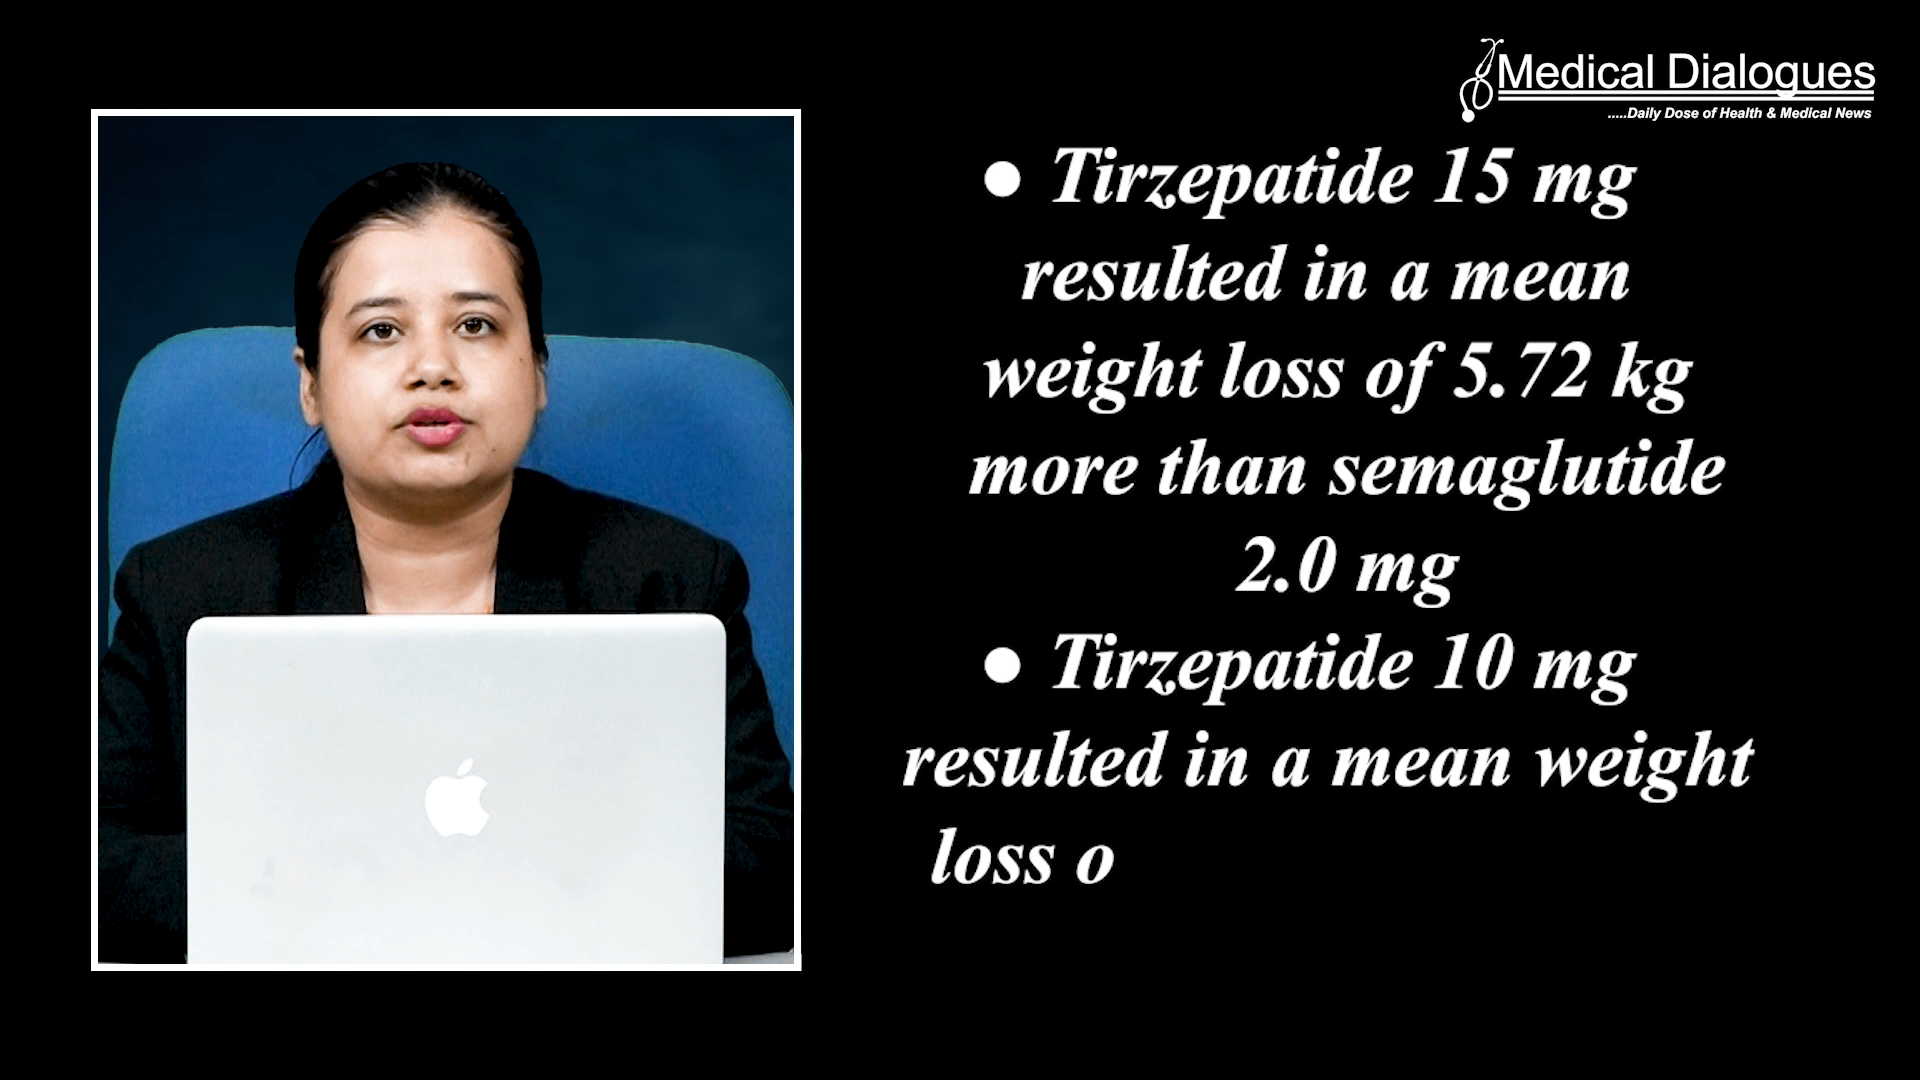 Medical Dialogues
.....Daily Dose of Health & Medical News
● Tirzepatide 15 mg
resulted in a mean
weight loss of 5.72 kg
more than semaglutide
2.0 mg
● Tirzepatide 10 mg
resulted in a mean weight
loss o